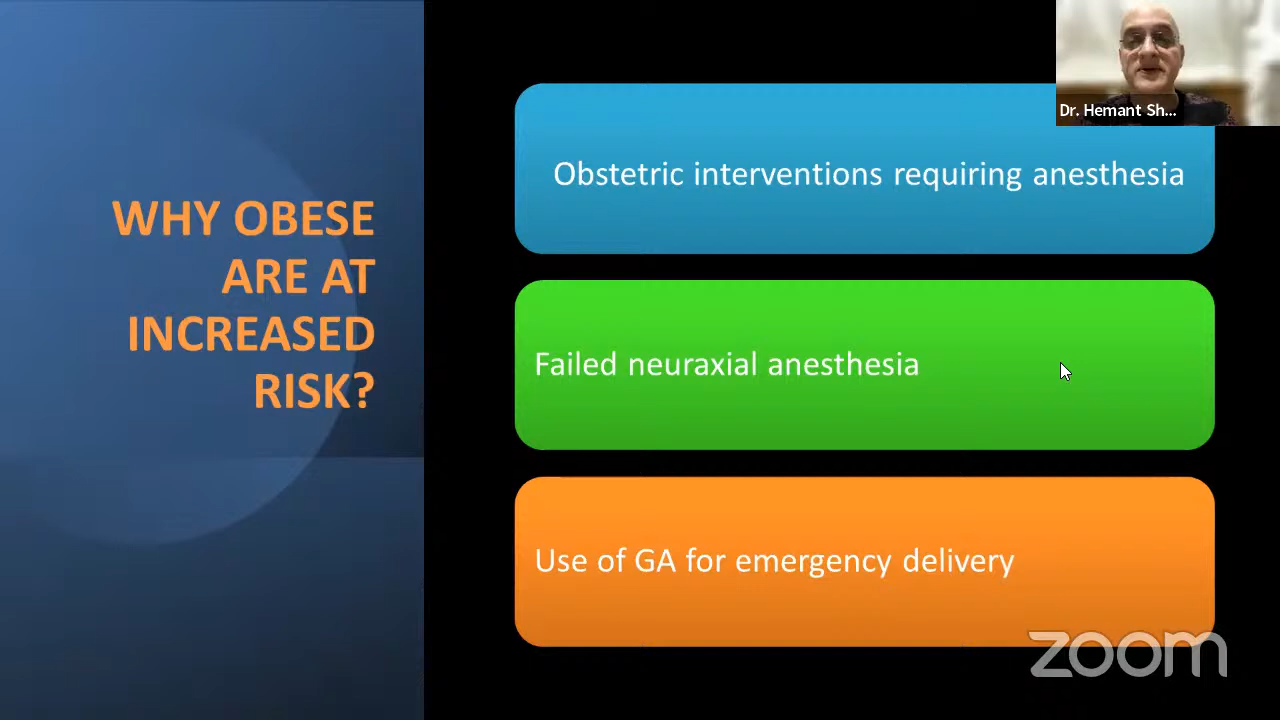 WHY OBESE
ARE AT
INCREASED
RISK?
Obstetric interventions requiring anesthesia
Failed neuraxial anesthesia
Use of GA for emergency delivery
Dr. Hemant Sh...
zoom